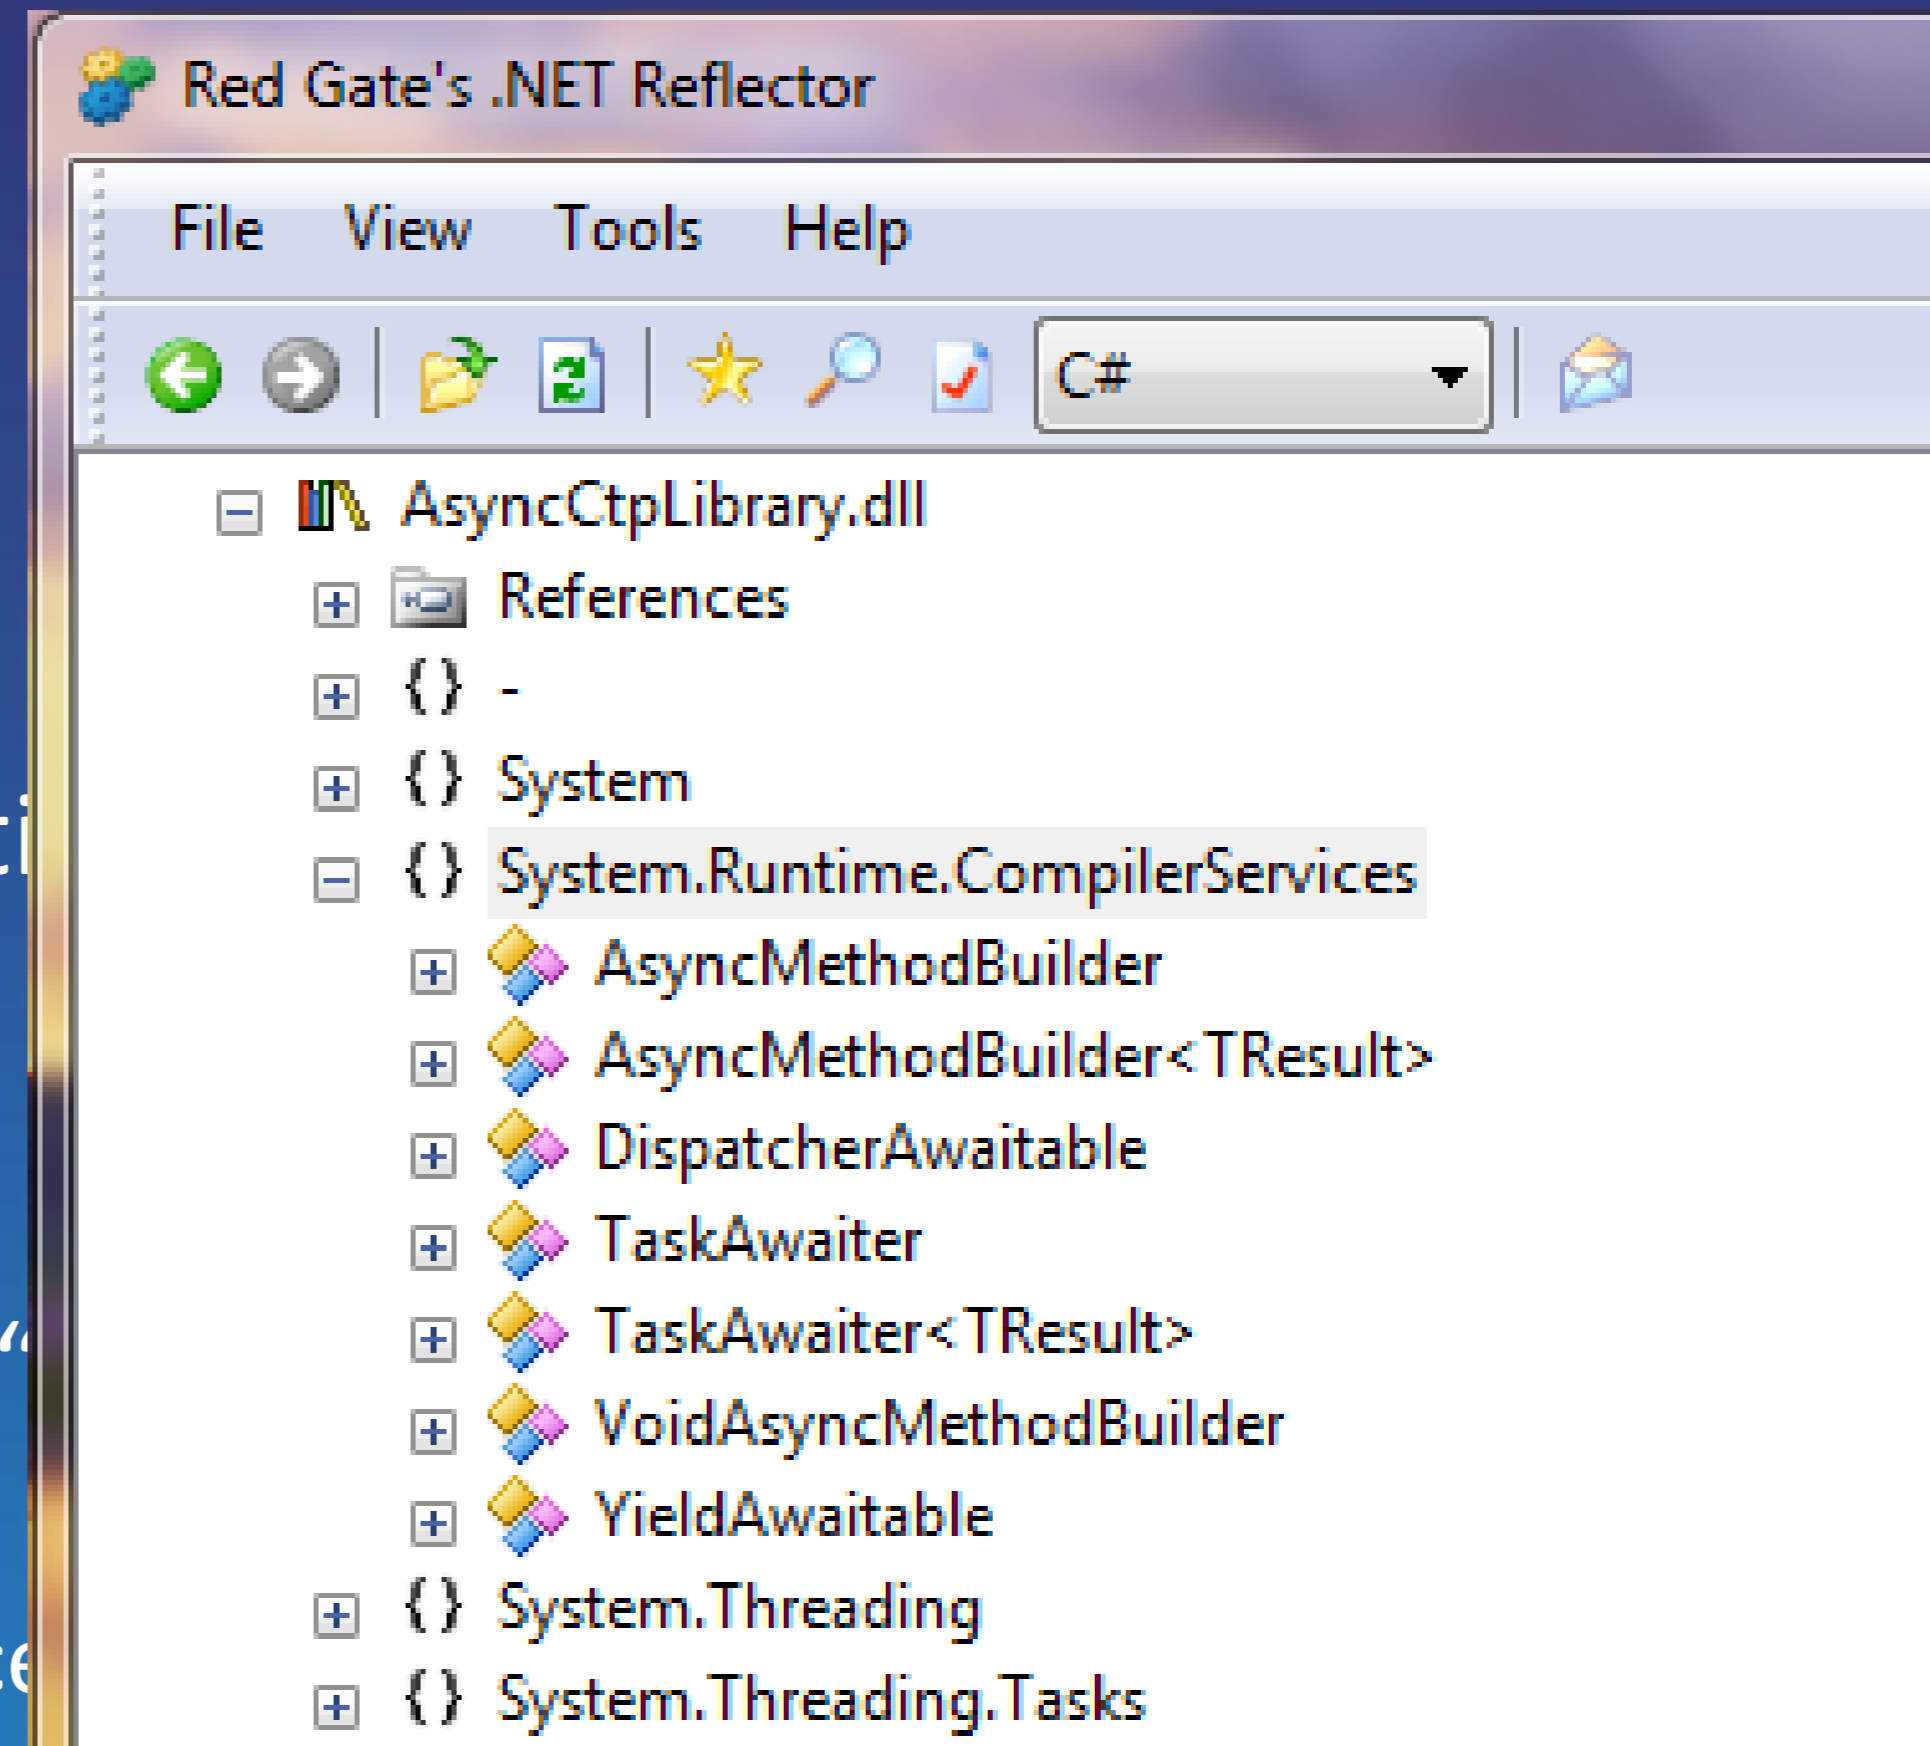 Red Gate's .NET Reflector
File View Tools Help
C#
AsyncCtpLibrary.dll
References
-
System
System.Runtime.CompilerServices
AsyncMethodBuilder
AsyncMethodBuilder<TResult>
DispatcherAwaitable
TaskAwaiter
TaskAwaiter<TResult>
VoidAsyncMethodBuilder
YieldAwaitable
System.Threading
System.Threading.Tasks